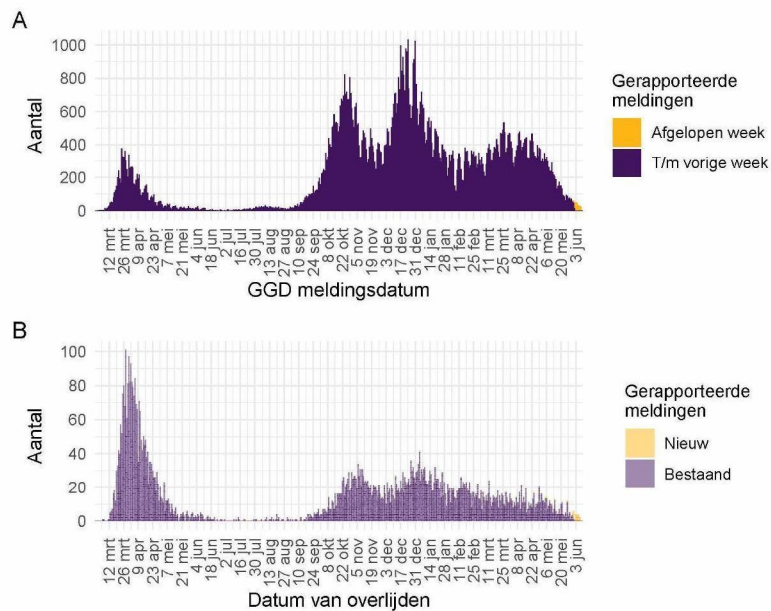 A
1000
800
600
400
200
0
Aantal
12 mrt
26 mrt
9 apr
23 apr
7 mei
21 mei
4 jun
18 jun
2 jul
16 jul
30 jul
13 aug
27 aug
10 sep
24 sep
8 okt
22 okt
5 nov
19 nov
3 dec
17 dec
31 dec
14 jan
28 jan
11 feb
25 feb
11 mrt
25 mrt
8 apr
22 apr
6 mei
20 mei
3 jun
GGD meldingsdatum
Gerapporteerde
meldingen
Afgelopen week
T/m vorige week
B
100
80
60
40
20
0
Aantal
12 mrt
26 mrt
9 apr
23 apr
7 mei
21 mei
4 jun
18 jun
2 jul
16 jul
30 jul
13 aug
27 aug
10 sep
24 sep
8 okt
22 okt
5 nov
19 nov
3 dec
17 dec
31 dec
14 jan
28 jan
11 feb
25 feb
11 mrt
25 mrt
8 apr
22 apr
6 mei
20 mei
3 jun
Datum van overlijden
Gerapporteerde
meldingen
Nieuw
Bestaand